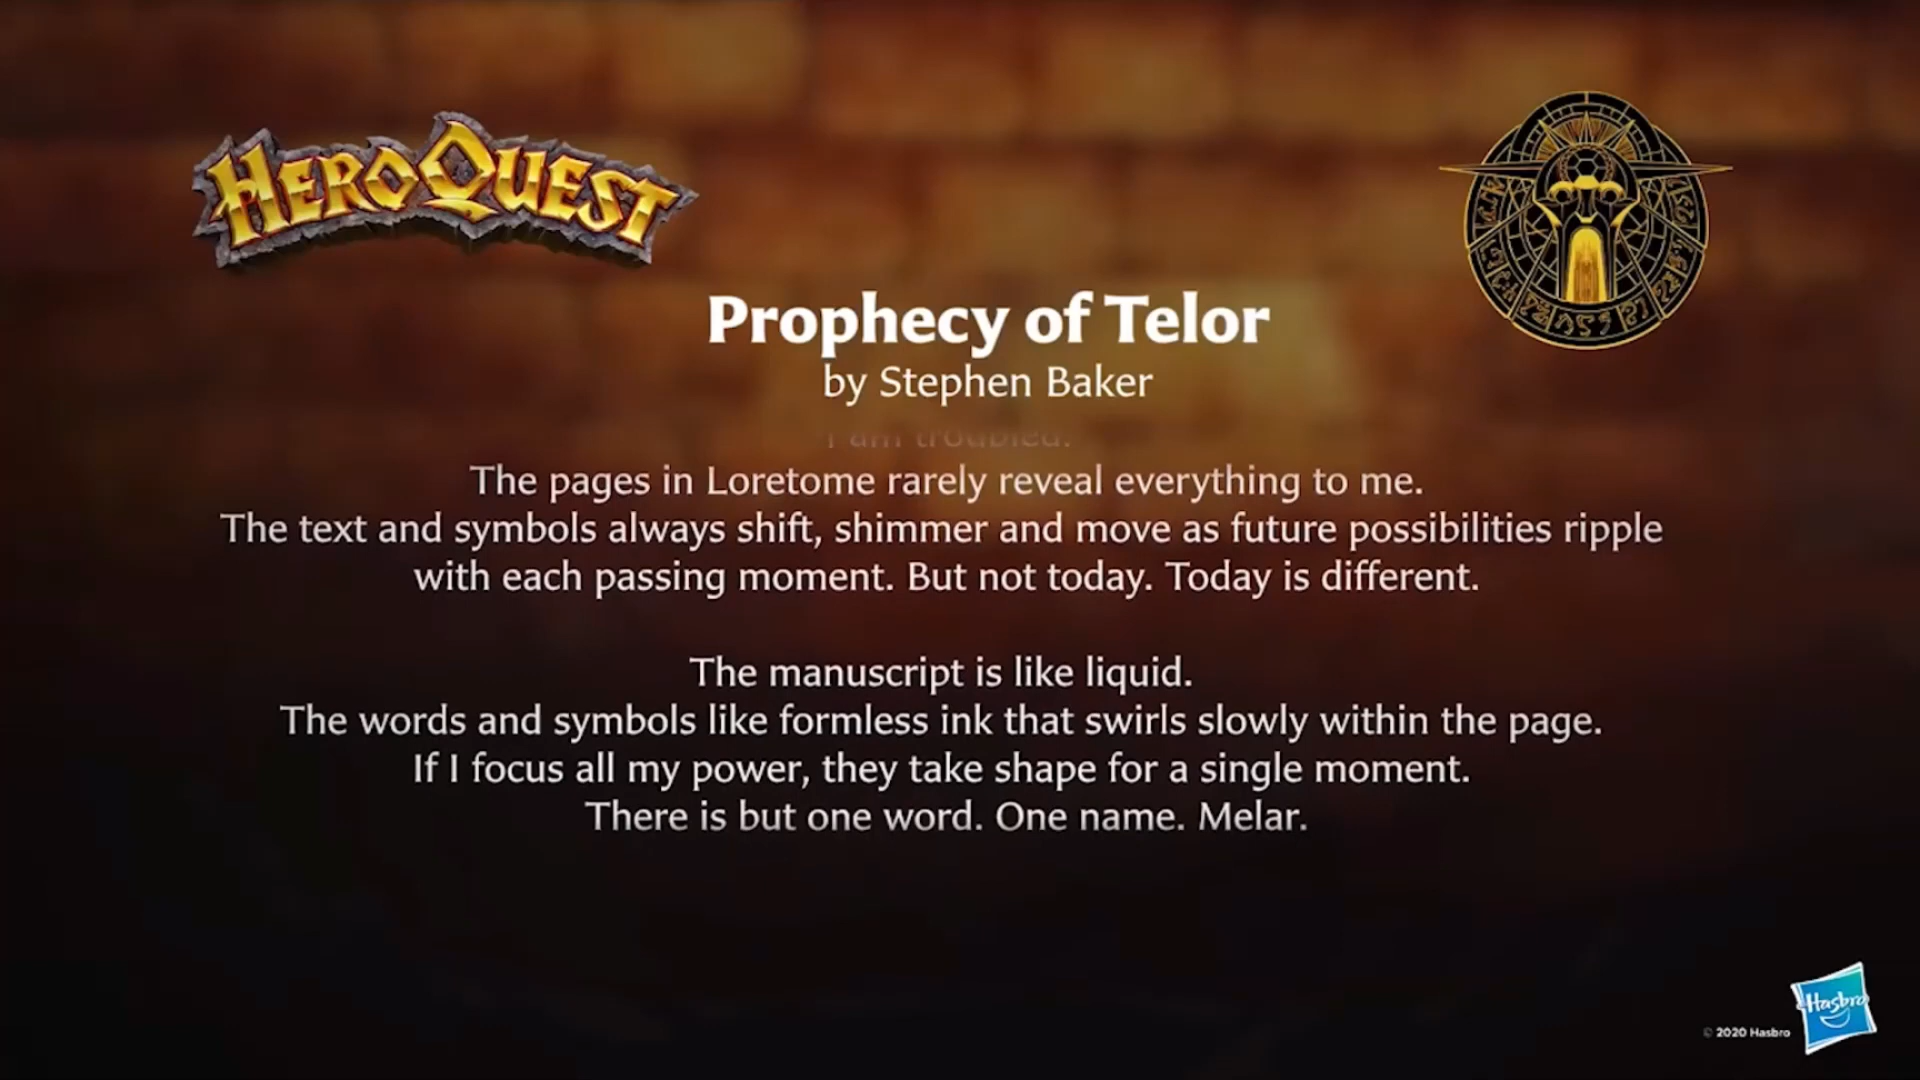 HEROQUEST
Prophecy of Telor
by Stephen Baker
I am troubled.
The pages in Loretome rarely reveal everything to me.
The text and symbols always shift, shimmer and move as future possibilities ripple
with each passing moment. But not today. Today is different.
The manuscript is like liquid.
The words and symbols like formless ink that swirls slowly within the page.
If I focus all my power, they take shape for a single moment.
There is but one word. One name. Melar.
Hasbro
© 2020 Hasbro